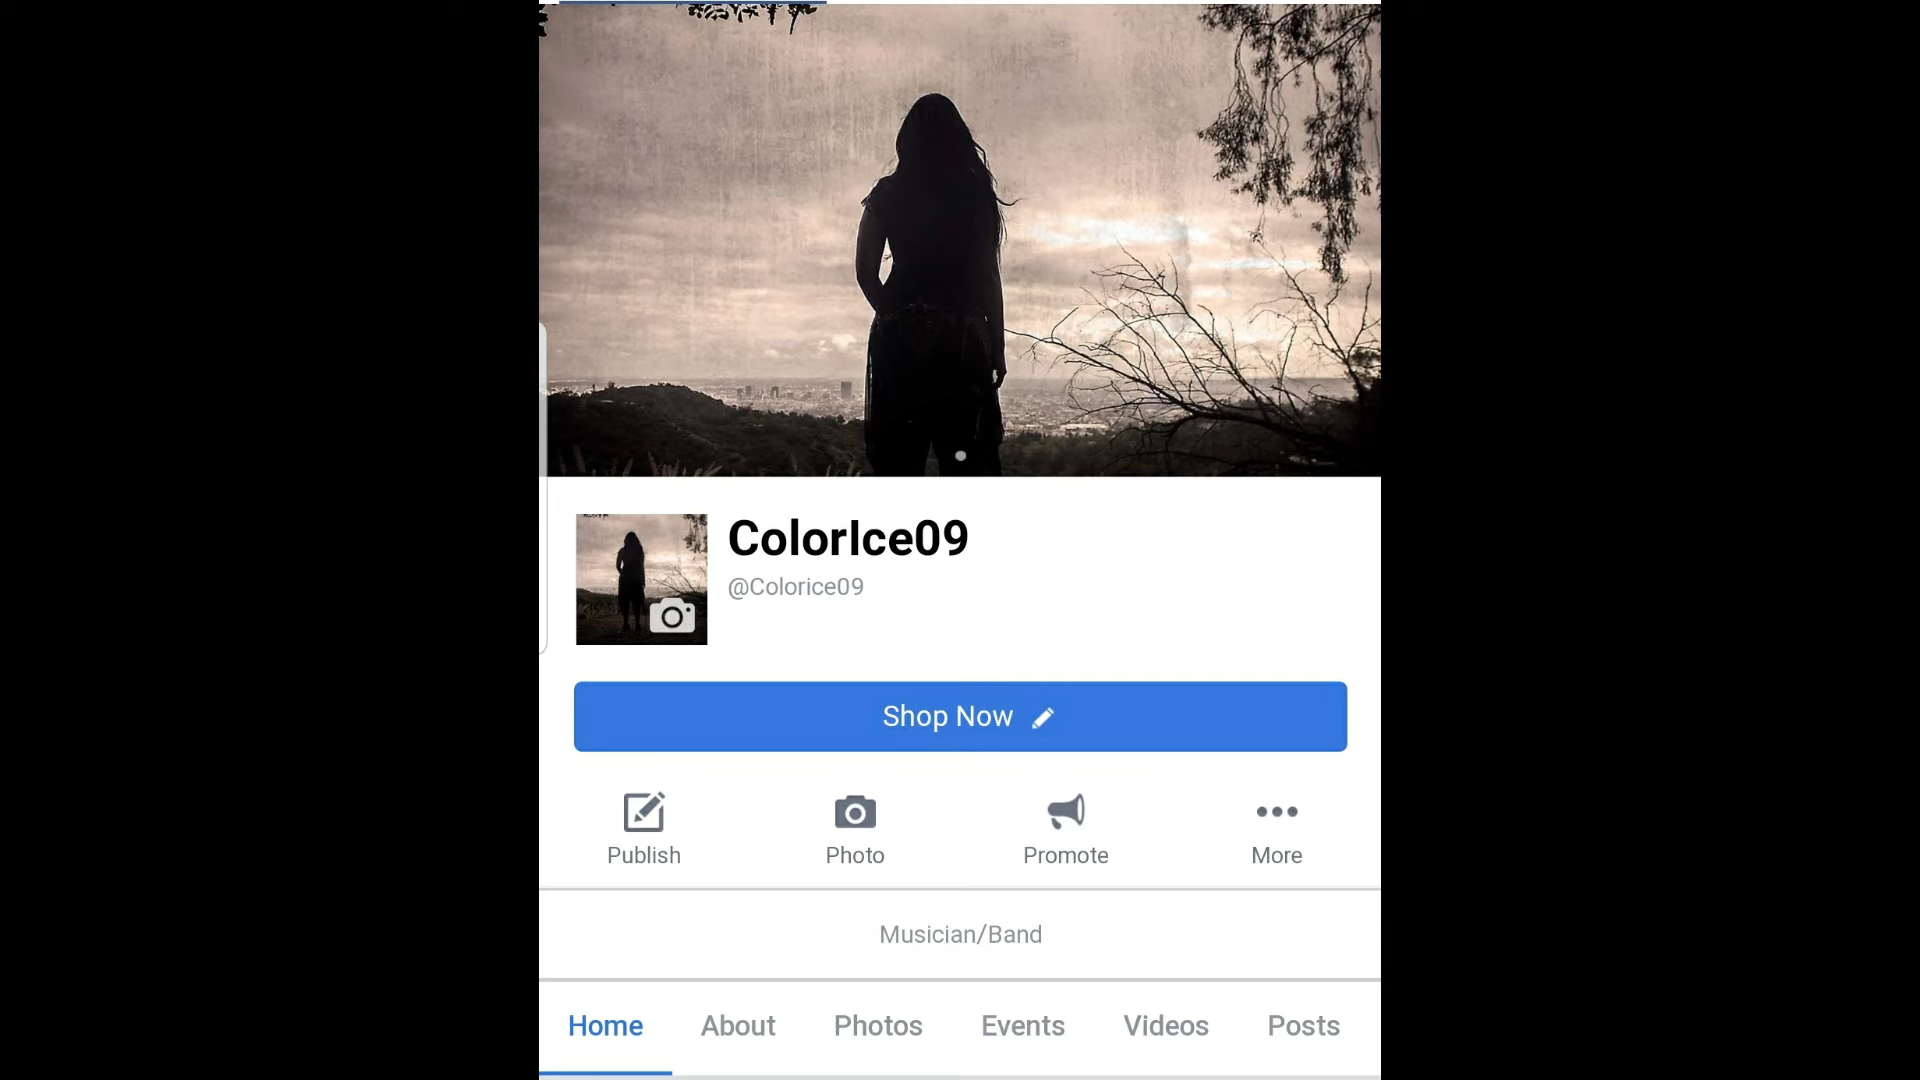 ColorIce09
@Colorice09
Shop Now
Publish Photo Promote More
Musician/Band
Home About Photos Events Videos Posts